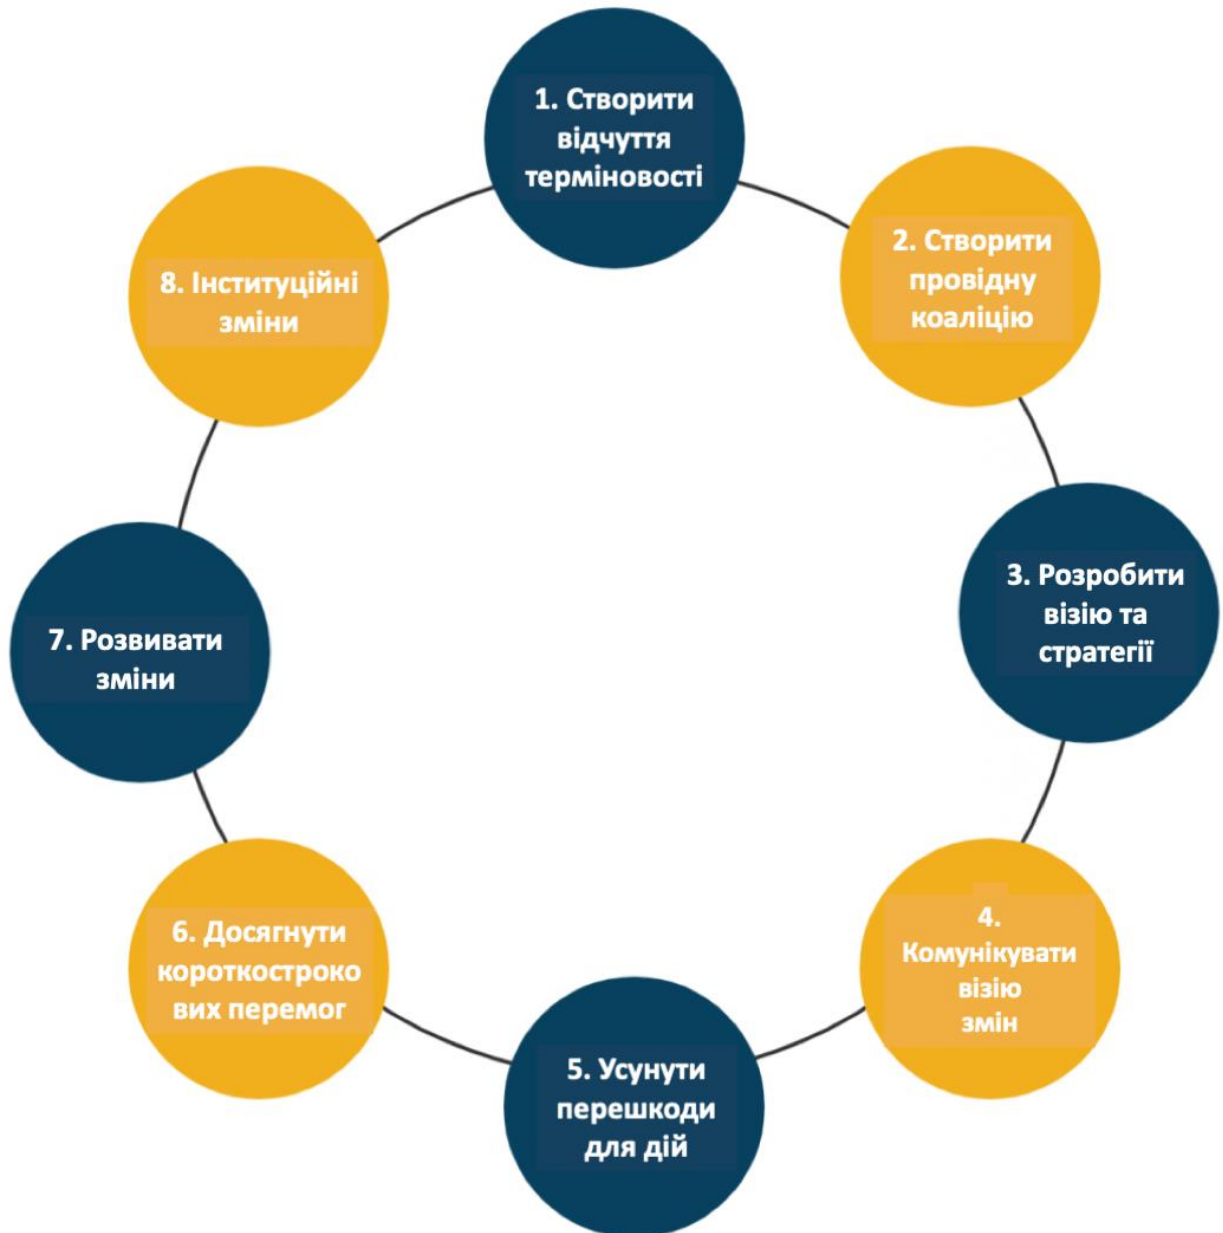 1. Створити
відчуття
терміновості
2. Створити
провідну
коаліцію
3. Розробити
візію та
стратегії
4.
Комунікувати
візію
змін
5. Усунути
перешкоди
для дій
6. Досягнути
короткостроко
вих перемог
7. Розвивати
зміни
8. Інституційні
зміни